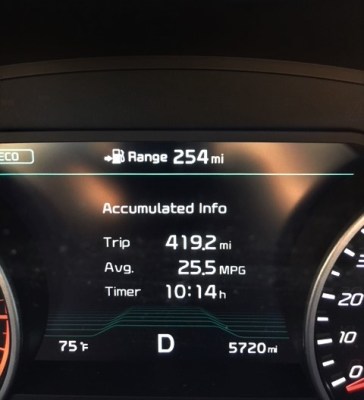 ECO
Range 254 mi
Accumulated Info
Trip 419.2 mi
Avg. 25.5 MPG
Timer 10:14 h
75 °F D 5720 mi
20
10
0